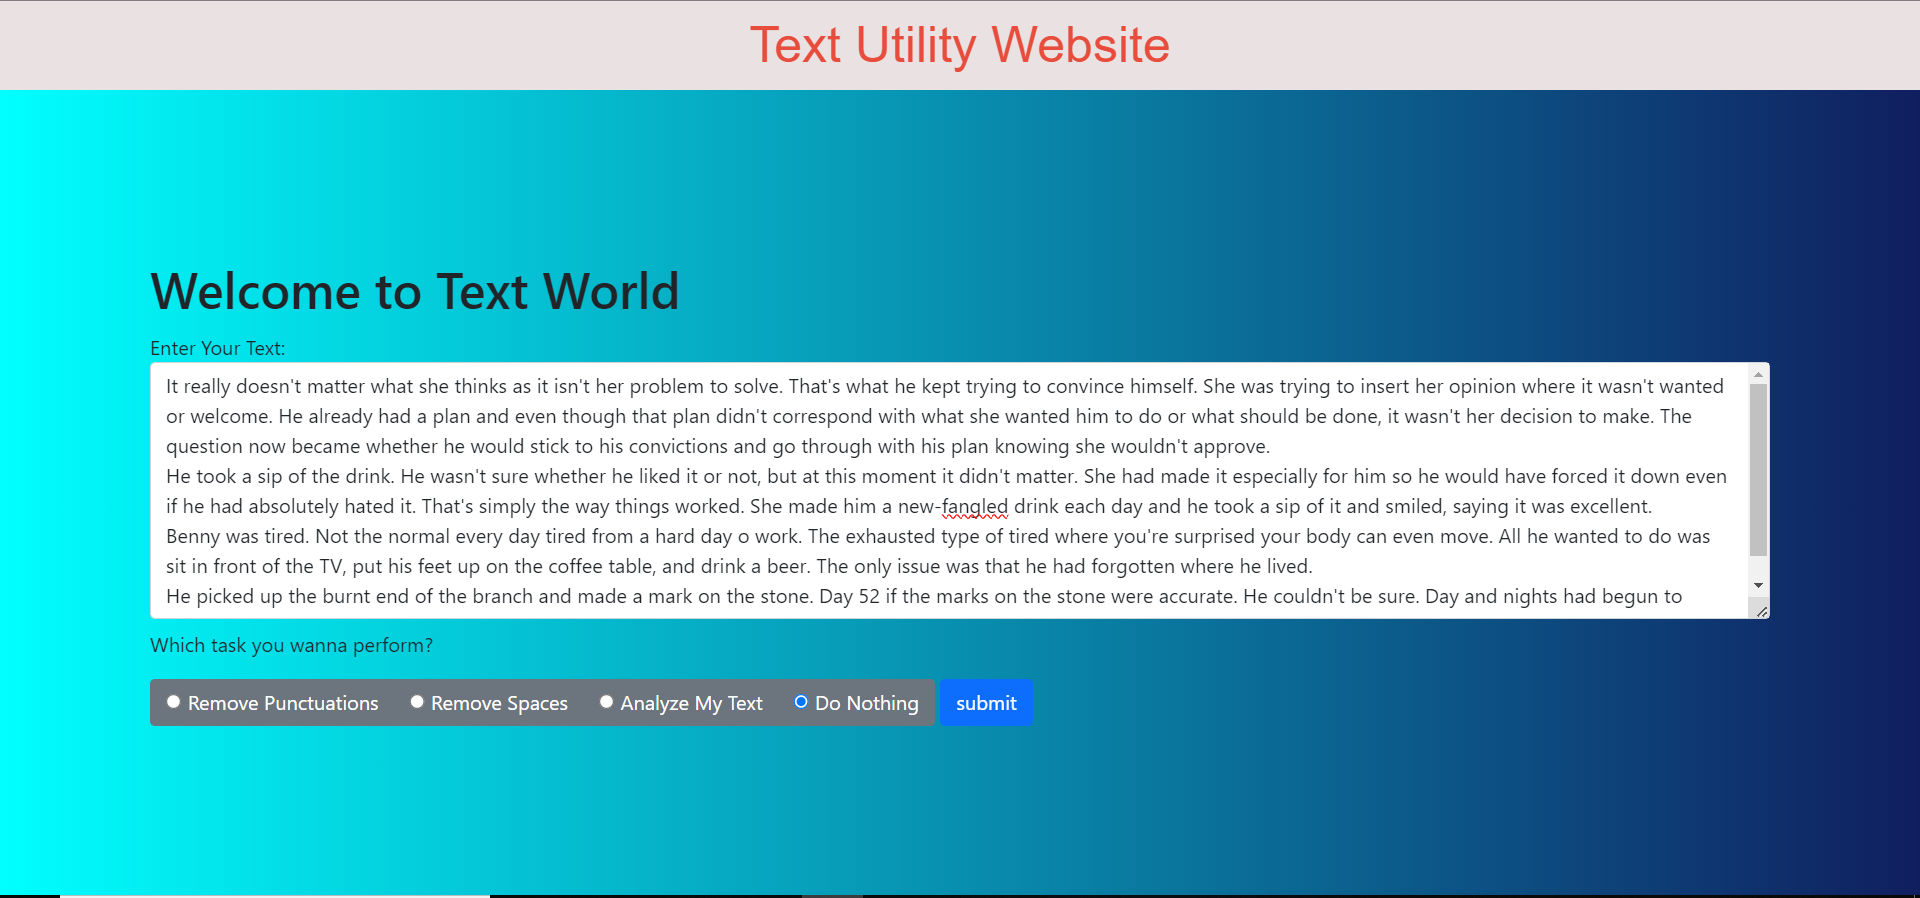 Text Utility Website
Welcome to Text World
Enter Your Text:
It really doesn't matter what she thinks as it isn't her problem to solve. That's what he kept trying to convince himself. She was trying to insert her opinion where it wasn't wanted
or welcome. He already had a plan and even though that plan didn't correspond with what she wanted him to do or what should be done, it wasn't her decision to make. The
question now became whether he would stick to his convictions and go through with his plan knowing she wouldn't approve.
He took a sip of the drink. He wasn't sure whether he liked it or not, but at this moment it didn't matter. She had made it especially for him so he would have forced it down even
if he had absolutely hated it. That's simply the way things worked. She made him a new-fangled drink each day and he took a sip of it and smiled, saying it was excellent.
Benny was tired. Not the normal every day tired from a hard day o work. The exhausted type of tired where you're surprised your body can even move. All he wanted to do was
sit in front of the TV, put his feet up on the coffee table, and drink a beer. The only issue was that he had forgotten where he lived.
He picked up the burnt end of the branch and made a mark on the stone. Day 52 if the marks on the stone were accurate. He couldn't be sure. Day and nights had begun to
Which task you wanna perform?
Remove Punctuations Remove Spaces Analyze My Text Do Nothing submit